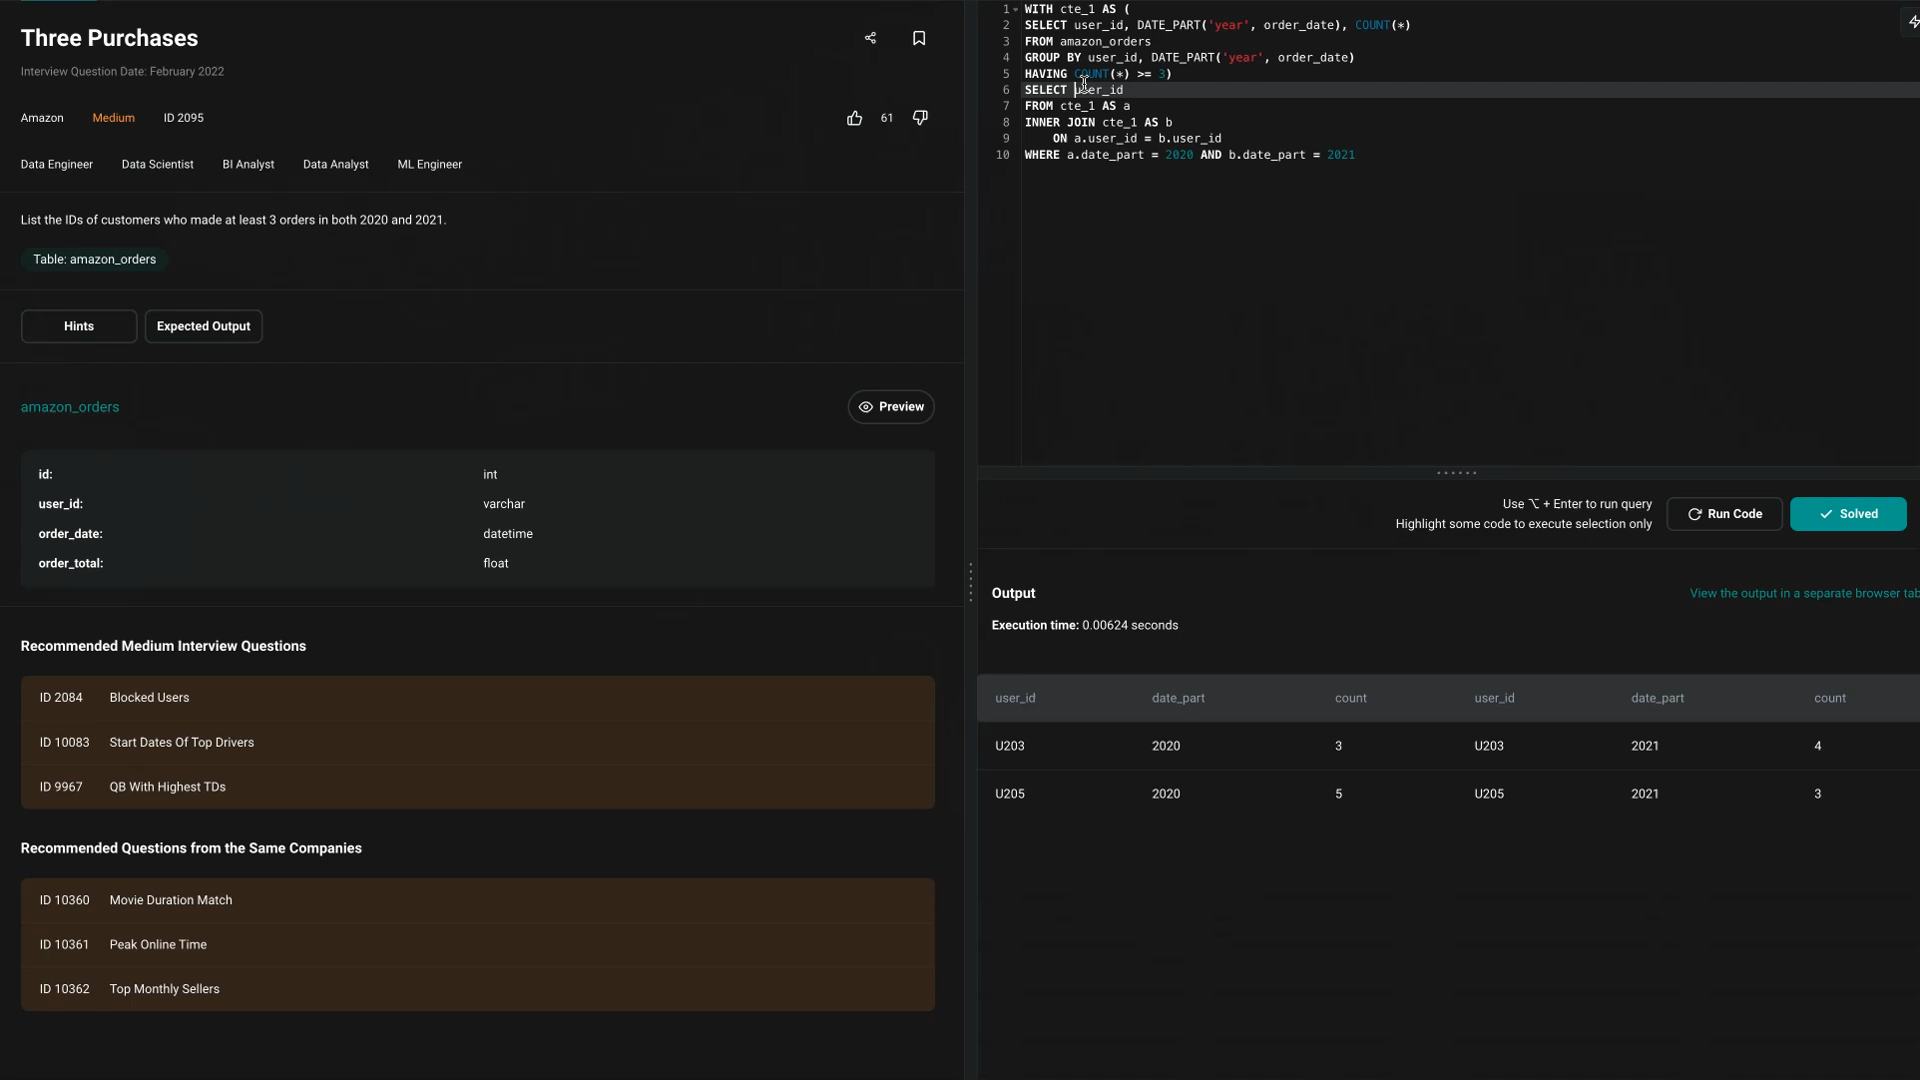 Three Purchases
Interview Question Date: February 2022
Amazon Medium ID 2095
61
Data Engineer Data Scientist BI Analyst Data Analyst ML Engineer
List the IDs of customers who made at least 3 orders in both 2020 and 2021.
Table: amazon_orders
Hints Expected Output
amazon_orders
Preview
id: int
user_id: varchar
order_date: datetime
order_total: float
Recommended Medium Interview Questions
ID 2084 Blocked Users
ID 10083 Start Dates Of Top Drivers
ID 9967 QB With Highest TDs
Recommended Questions from the Same Companies
ID 10360 Movie Duration Match
ID 10361 Peak Online Time
ID 10362 Top Monthly Sellers
1 WITH cte_1 AS (
2 SELECT user_id, DATE_PART('year', order_date), COUNT(*)
3 FROM amazon_orders
4 GROUP BY user_id, DATE_PART('year', order_date)
5 HAVING COUNT(*) >= 3)
6 SELECT user_id
7 FROM cte_1 AS a
8 INNER JOIN cte_1 AS b
9 ON a.user_id = b.user_id
10 WHERE a.date_part = 2020 AND b.date_part = 2021
Use ⌥ + Enter to run query
Highlight some code to execute selection only
Run Code
Solved
Output
View the output in a separate browser tab
Execution time: 0.00624 seconds
user_id date_part count user_id date_part count
U203 2020 3 U203 2021 4
U205 2020 5 U205 2021 3